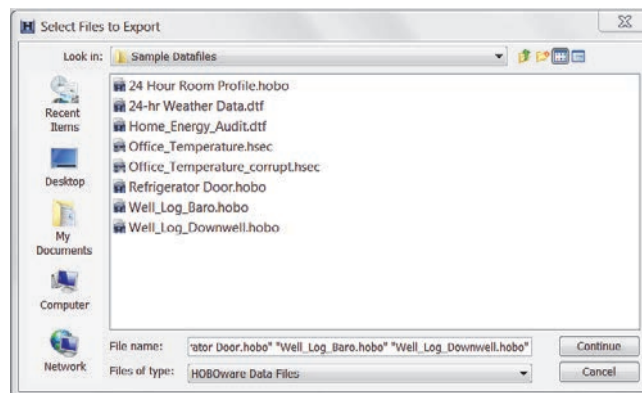 Select Files to Export
Look in: Sample Datafiles
24 Hour Room Profile.hobo
24-hr Weather Data.dtf
Home_Energy_Audit.dtf
Office_Temperature.hsec
Office_Temperature_corrupt.hsec
Refrigerator Door.hobo
Well_Log_Baro.hobo
Well_Log_Downwell.hobo
Recent
Items
Desktop
My
Documents
Computer
Network
File name: 'ator Door.hobo" "Well_Log_Baro.hobo" "Well_Log_Downwell.hobo" Continue
Files of type: HOBOware Data Files Cancel